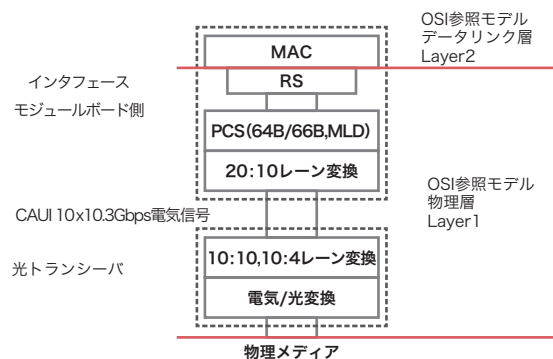 OSI参照モデル
データリンク層
Layer2
MAC
RS
インタフェース
モジュールボード側
PCS(64B/66B,MLD)
20:10レーン変換
OSI参照モデル
物理層
Layer1
CAUI 10x10.3Gbps電気信号
光トランシーバ
10:10,10:4レーン変換
電気/光変換
物理メディア